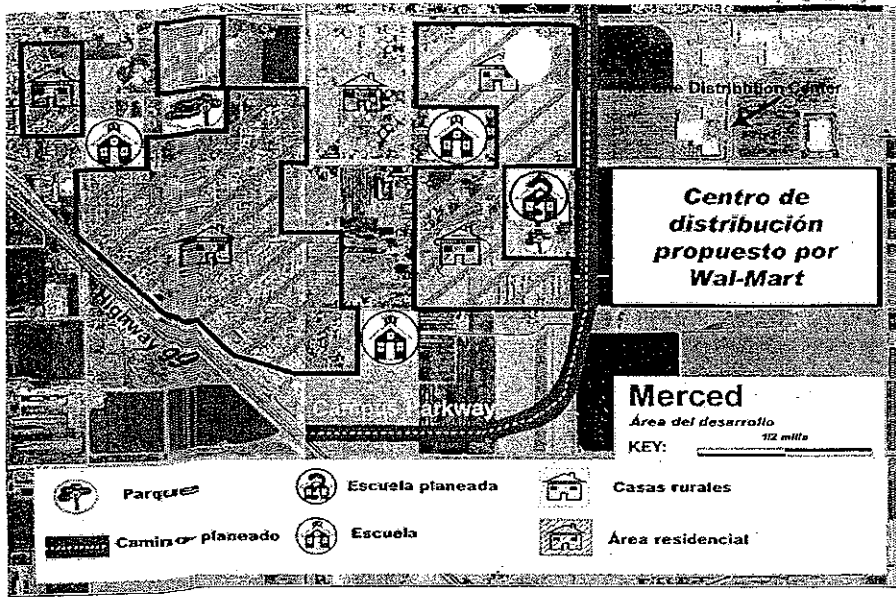 Distribution Center
Centro de
distribución
propuesto por
Wal-Mart
Highway
Campus Parkway
Merced
Área del desarrollo
KEY:
1/2 milla
Parques
Escuela planeada
Casas rurales
Camino planeado
Escuela
Área residencial